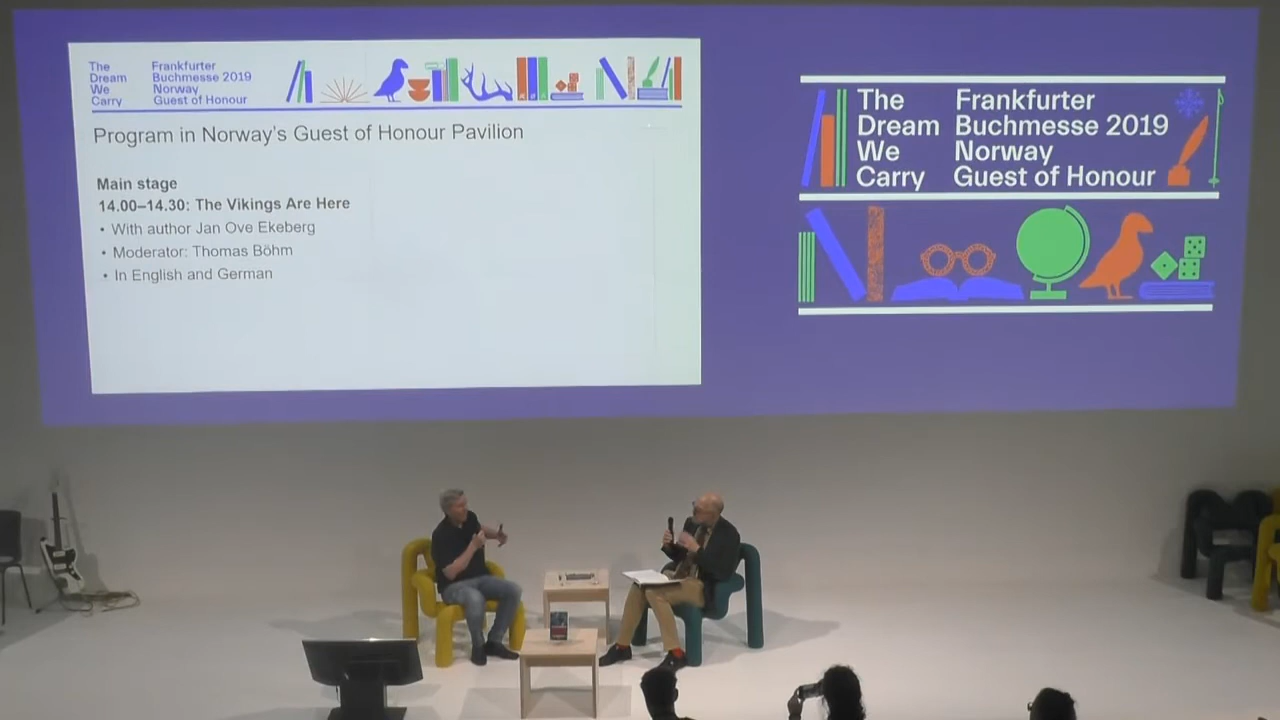 The
Dream
We
Carry
Frankfurter
Buchmesse 2019
Norway
Guest of Honour
Program in Norway's Guest of Honour Pavilion
Main stage
14.00–14.30: The Vikings Are Here
• With author Jan Ove Ekeberg
• Moderator: Thomas Böhm
• In English and German
The
Dream
We
Carry
Frankfurter
Buchmesse 2019
Norway
Guest of Honour